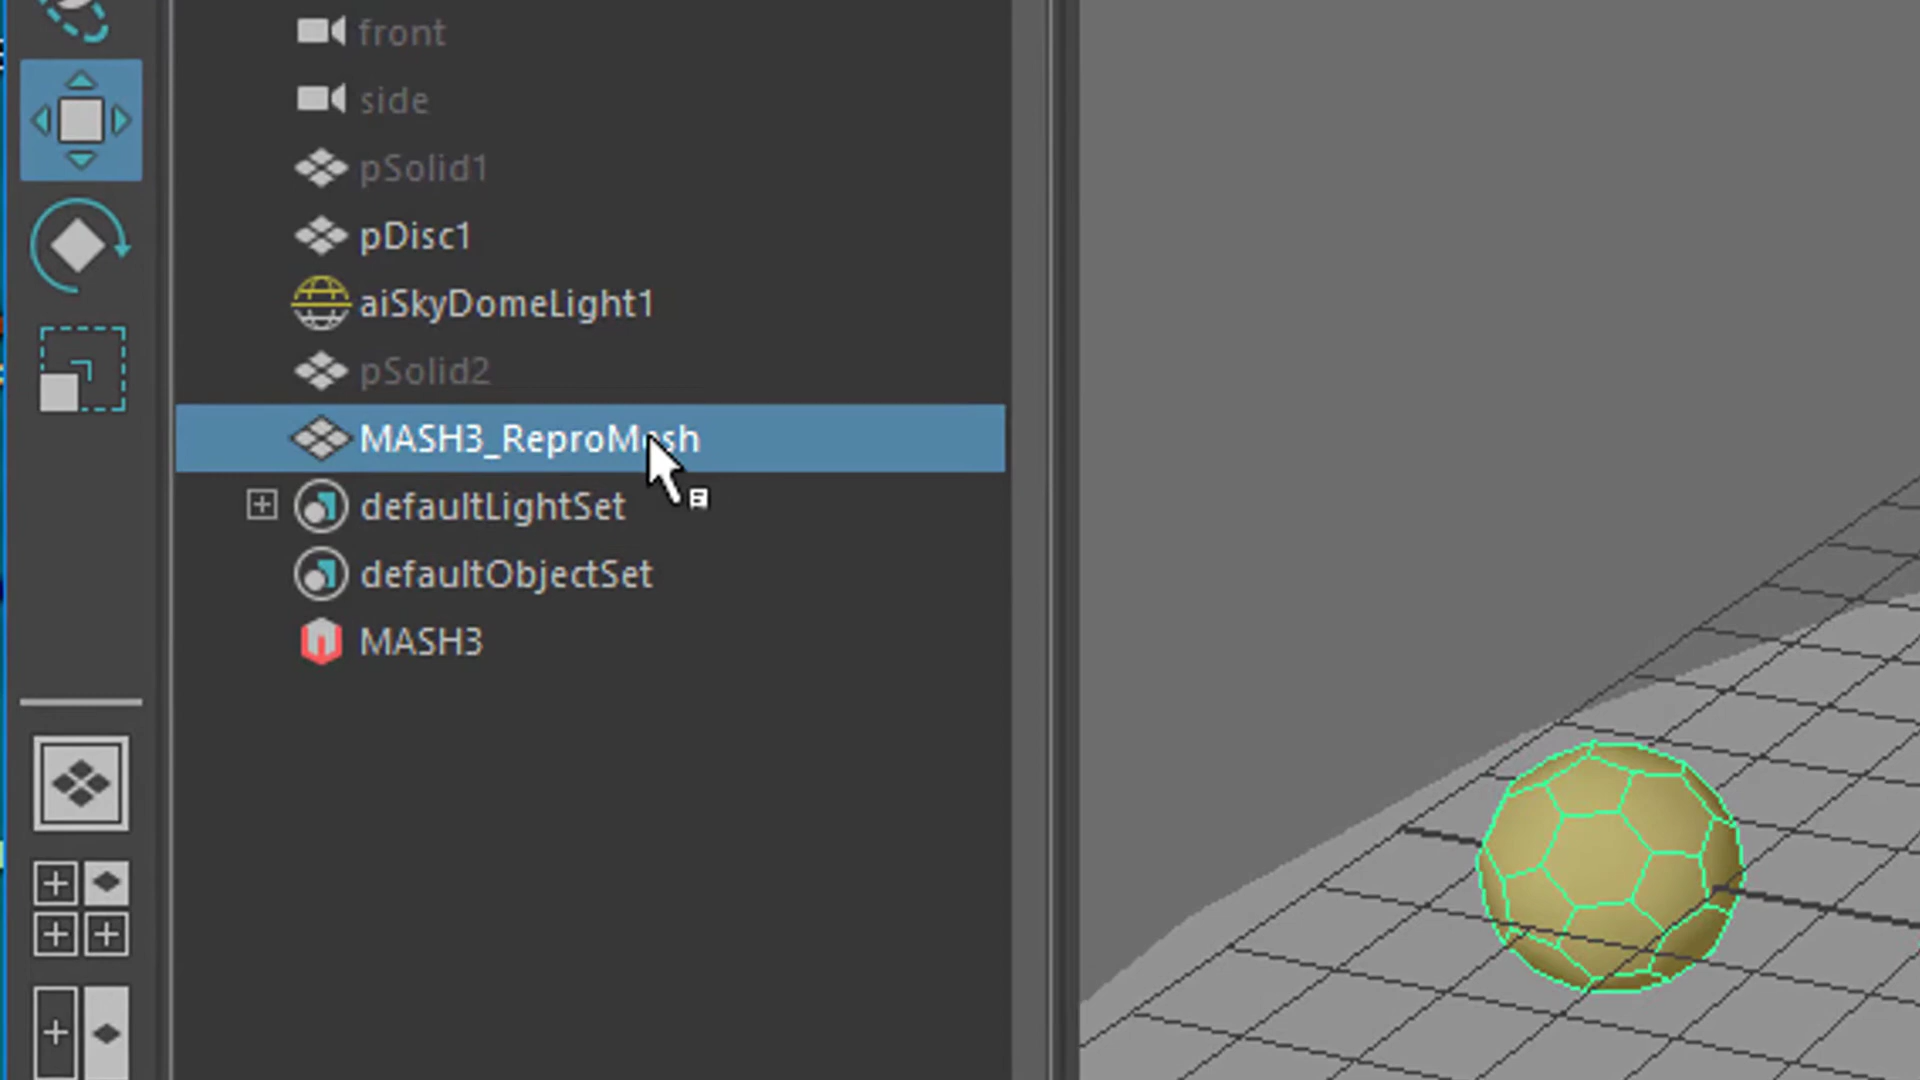 front
side
pSolid1
pDisc1
aiSkyDomeLight1
pSolid2
MASH3_ReproMesh
defaultLightSet
defaultObjectSet
MASH3